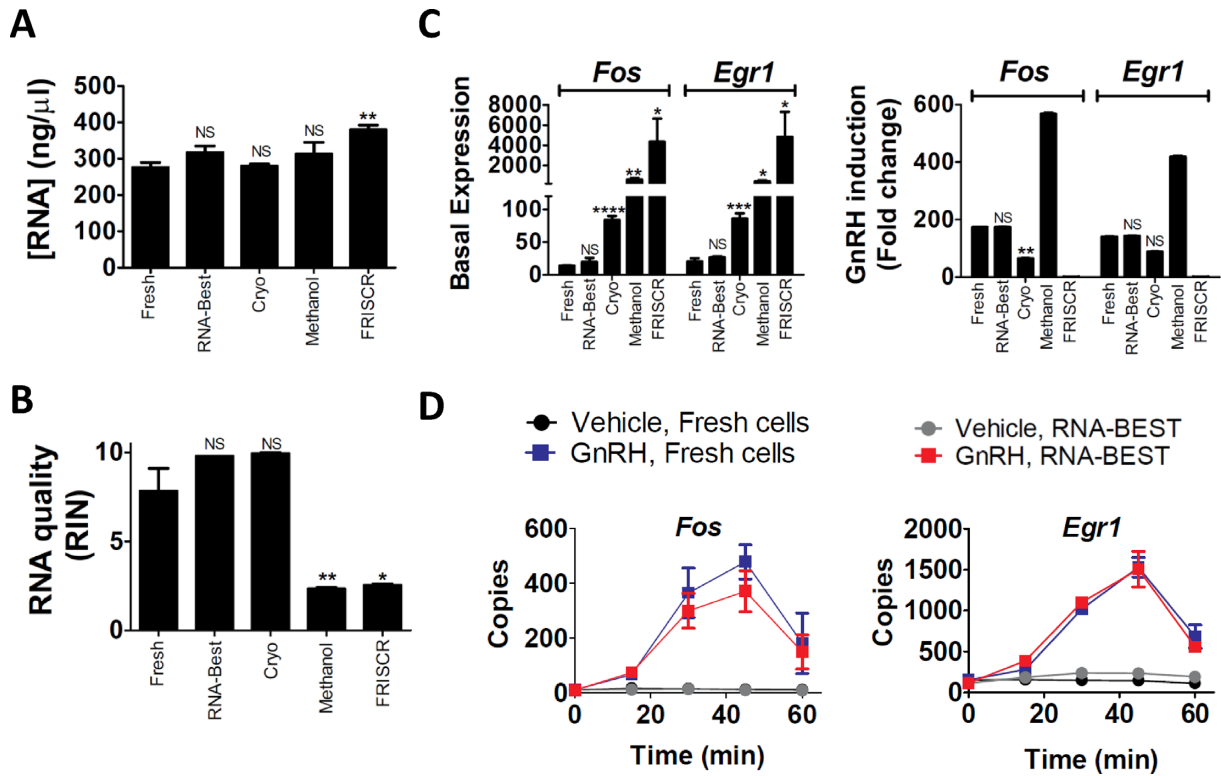 A
[RNA] (ng/µl)
500
400
300
200
100
0
NS
NS
NS
**
Fresh
RNA-Best
Cryo
Methanol
FRISCR
B
RNA quality
(RIN)
10
5
0
NS
NS
**
*
Fresh
RNA-Best
Cryo
Methanol
FRISCR
C
Fos
Egr1
Basal Expression
8000
6000
4000
2000
100
50
0
NS
****
**
*
NS
***
*
*
Fresh
RNA-Best
Cryo
Methanol
FRISCR
Fresh
RNA-Best
Cryo
Methanol
FRISCR
Fos
Egr1
GnRH induction
(Fold change)
600
400
200
0
NS
**
NS
NS
Fresh
RNA-Best
Cryo
Methanol
FRISCR
Fresh
RNA-Best
Cryo
Methanol
FRISCR
D
Vehicle, Fresh cells
GnRH, Fresh cells
Vehicle, RNA-BEST
GnRH, RNA-BEST
Fos
Copies
600
400
200
0
0
20
40
60
Time (min)
Egr1
Copies
2000
1500
1000
500
0
0
20
40
60
Time (min)